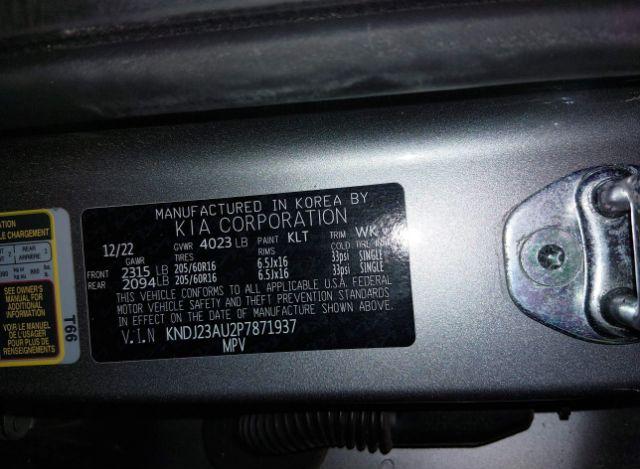 MANUFACTURED IN KOREA BY
KIA CORPORATION
12/22 GVWR 4023 LB PAINT KLT TRIM WK
GAWR TIRES RIMS COLD
FRONT 2315 LB 205/60R16 6.5Jx16 33psi SINGLE
REAR 2094 LB 205/60R16 6.5Jx16 33psi SINGLE
THIS VEHICLE CONFORMS TO ALL APPLICABLE U.S.A. FEDERAL
MOTOR VEHICLE SAFETY AND THEFT PREVENTION STANDARDS
IN EFFECT ON THE DATE OF MANUFACTURE SHOWN ABOVE.
V.I.N KNDJ23AU2P7871937
MPV
CHARGEMENT
REAR
ARRIÈRE
SEE OWNER'S
MANUAL FOR
ADDITIONAL
INFORMATION
VOIR LE MANUEL
DE L'USAGER
POUR PLUS DE
RENSEIGNEMENTS
T66